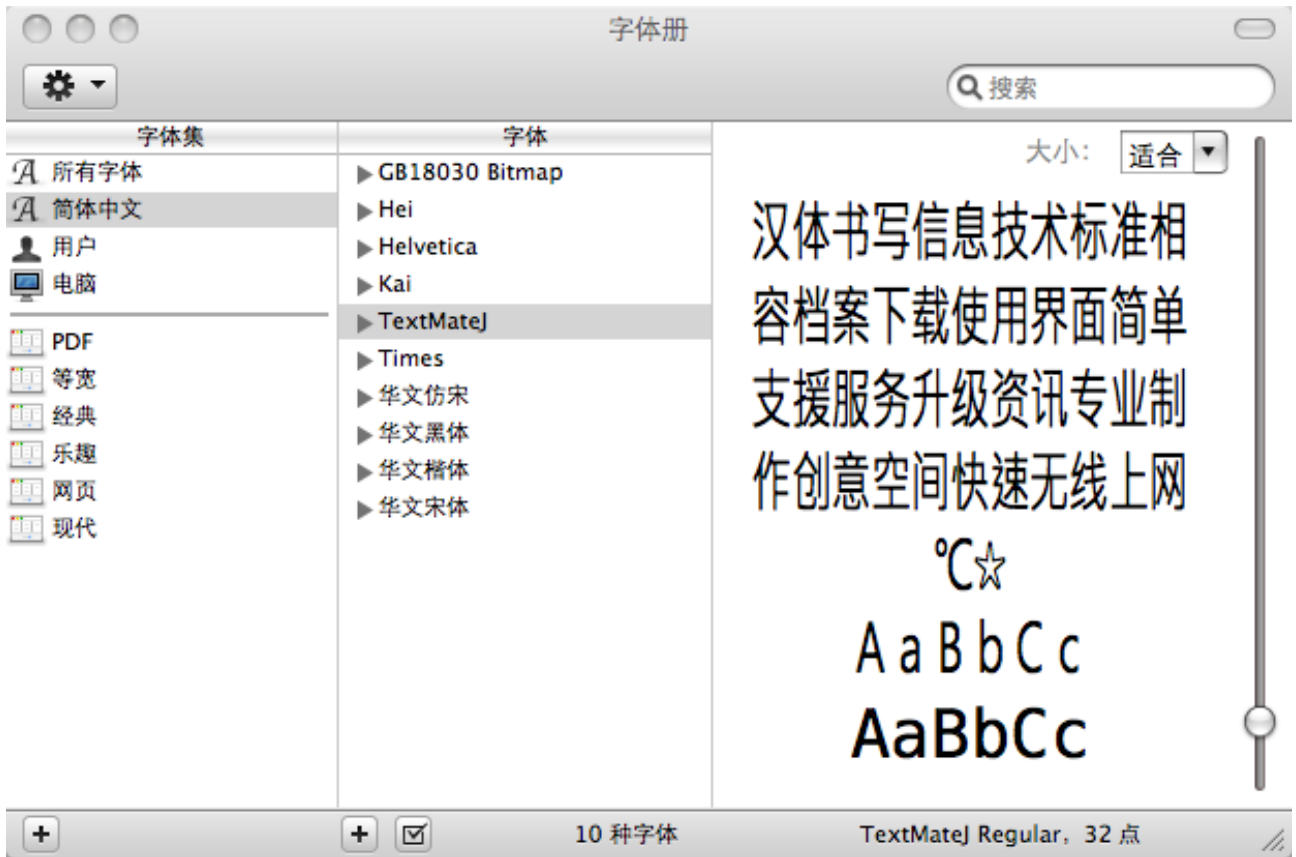 字体册
搜索
字体集
所有字体
简体中文
用户
电脑
PDF
等宽
经典
乐趣
网页
现代
字体
GB18030 Bitmap
Hei
Helvetica
Kai
TextMateJ
Times
华文仿宋
华文黑体
华文楷体
华文宋体
大小:
适合
汉体书写信息技术标准相
容档案下载使用界面简单
支援服务升级资讯专业制
作创意空间快速无线上网
℃☆
A a B b C c
AaBbCc
10 种字体
TextMateJ Regular，32 点